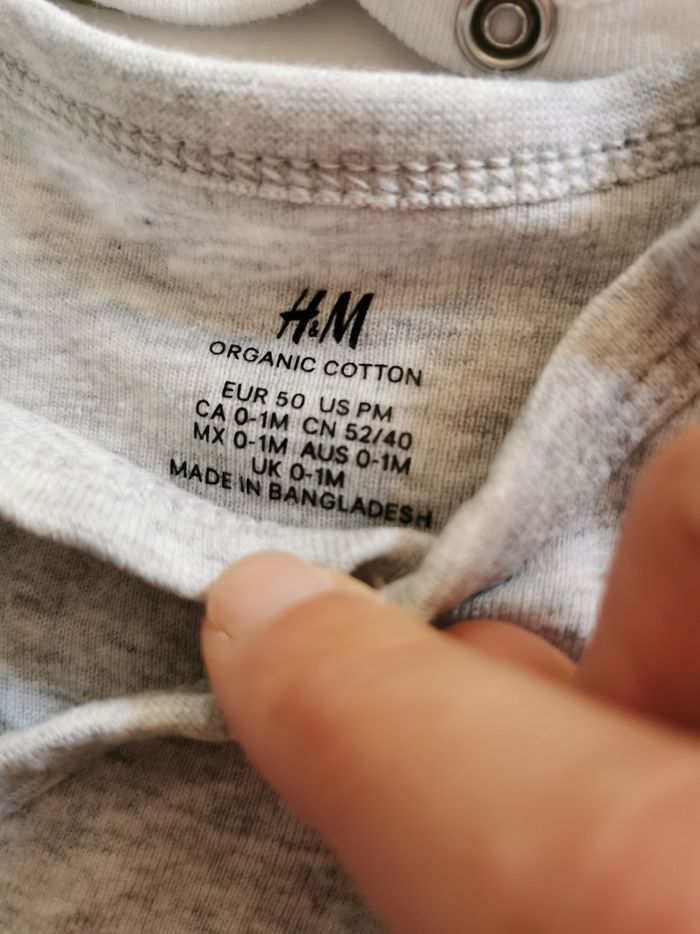 H&M
ORGANIC COTTON
EUR 50 US PM
CA 0-1M CN 52/40
MX 0-1M AUS 0-1M
UK 0-1M
MADE IN BANGLADESH